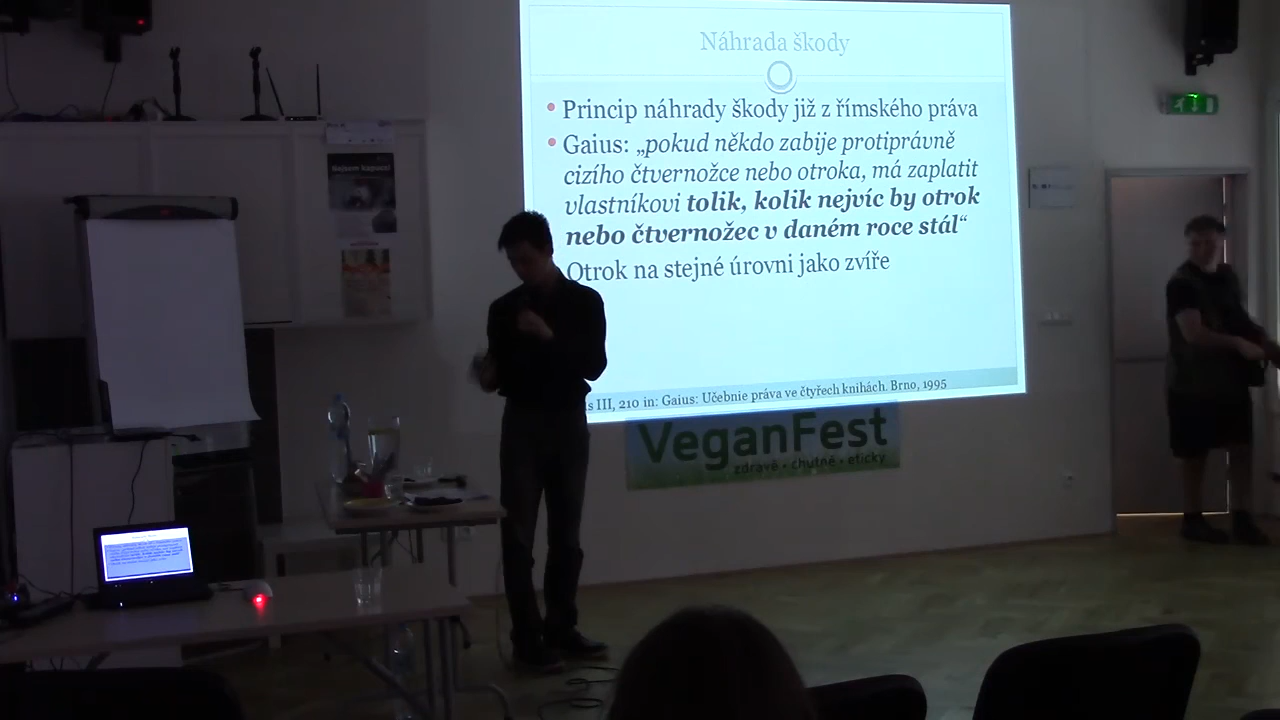 Náhrada škody
Princip náhrady škody již z římského práva
Gaius: „pokud někdo zabije protiprávně
cizího čtvernožce nebo otroka, má zaplatit
vlastníkovi tolik, kolik nejvíc by otrok
nebo čtvernožec v daném roce stál“
Otrok na stejné úrovni jako zvíře
III, 210 in: Gaius: Učebnie práva ve čtyřech knihách. Brno, 1995
VeganFest
zdravě • chutně • eticky